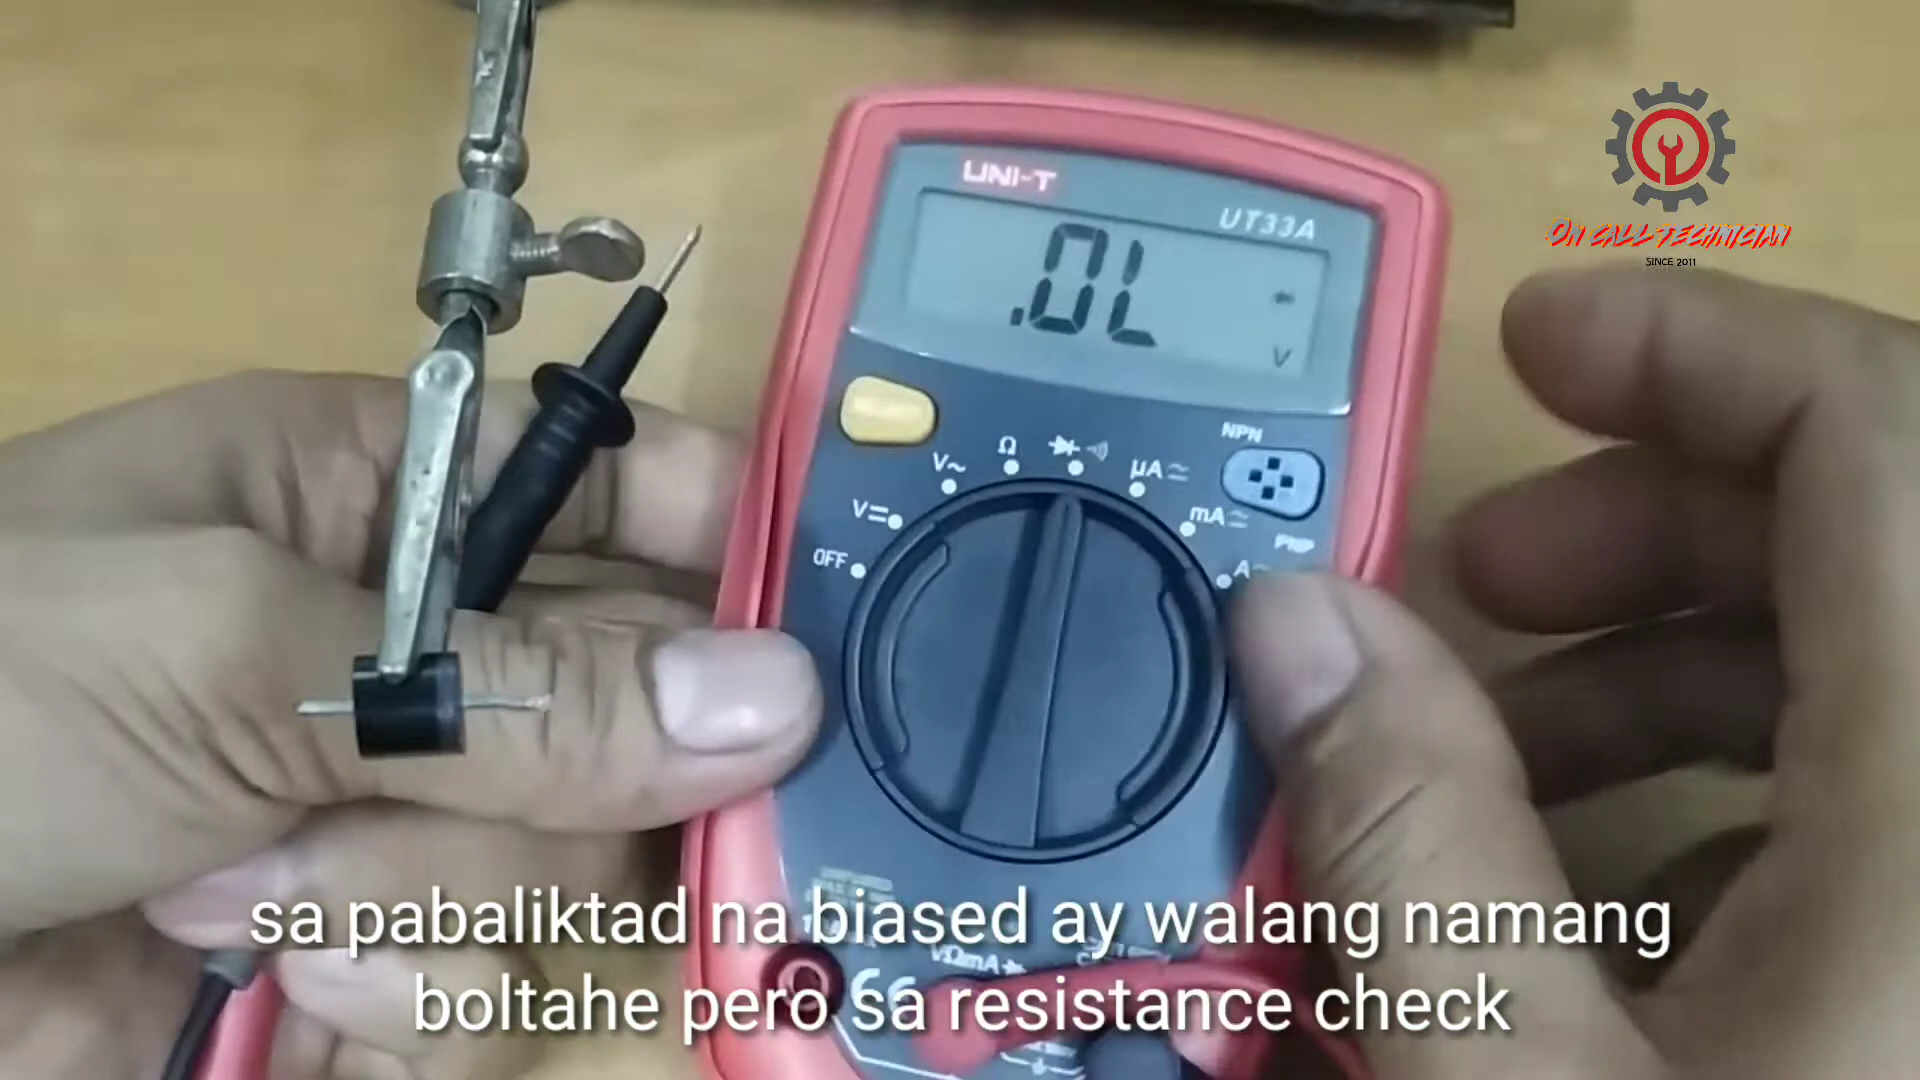 UNI-T
UT33A
.0L
V
NPN
Ω
V~
μA
mA
V
OFF
PNP
A
VΩmA
On call technician
SINCE 2011
sa pabaliktad na biased ay walang namang
boltahe pero sa resistance check